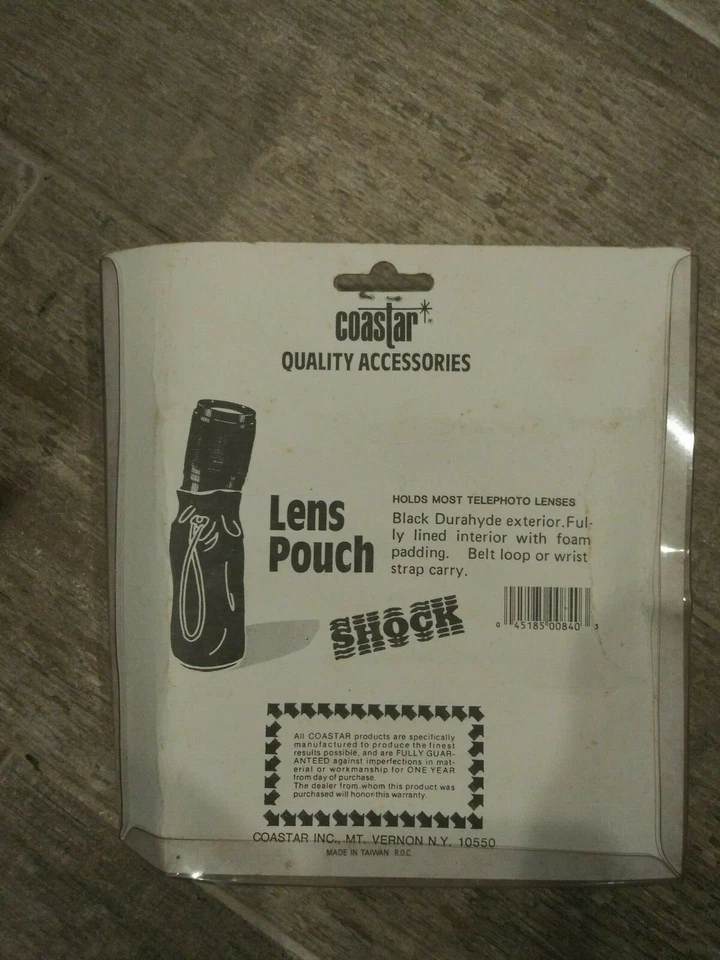 coastar
QUALITY ACCESSORIES
Lens
Pouch
HOLDS MOST TELEPHOTO LENSES
Black Durahyde exterior.Ful-
ly lined interior with foam
padding. Belt loop or wrist
strap carry.
SHOCK
0 45185 00840 3
All COASTAR products are specifically
manufactured to produce the finest
results possible, and are FULLY GUAR-
ANTEED against imperfections in mat-
erial or workmanship for ONE YEAR
from day of purchase.
The dealer from whom this product was
purchased will honor this warranty.
COASTAR INC., MT. VERNON N.Y. 10550
MADE IN TAIWAN R.O.C.